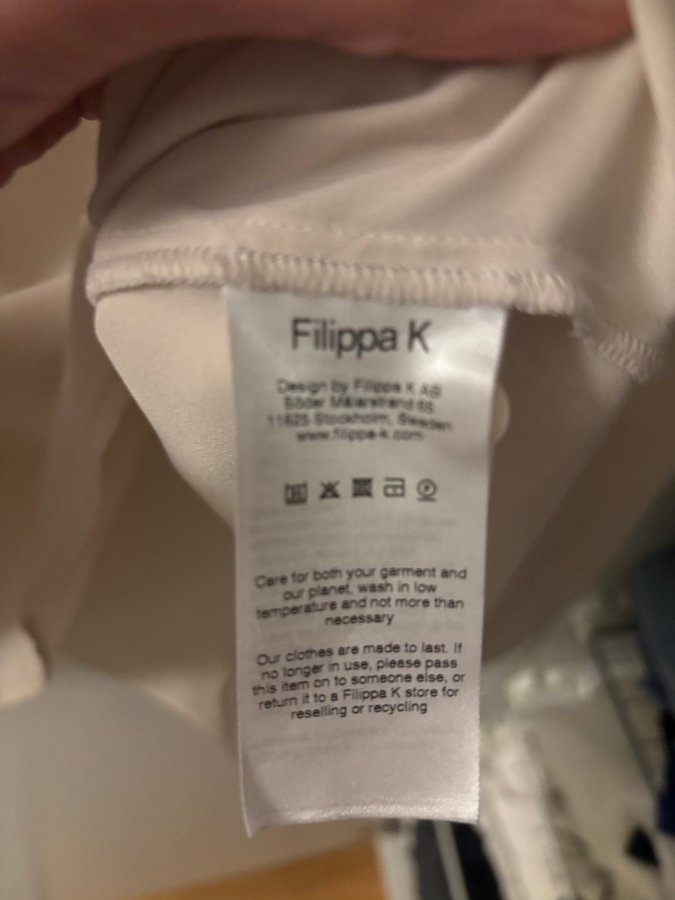 Filippa K
Design by Filippa K AB
Söder Mälarstrand 65
11825 Stockholm, Sweden
www.filippa-k.com
Care for both your garment and
our planet, wash in low
temperature and not more than
necessary
Our clothes are made to last. If
no longer in use, please pass
this item on to someone else, or
return it to a Filippa K store for
reselling or recycling